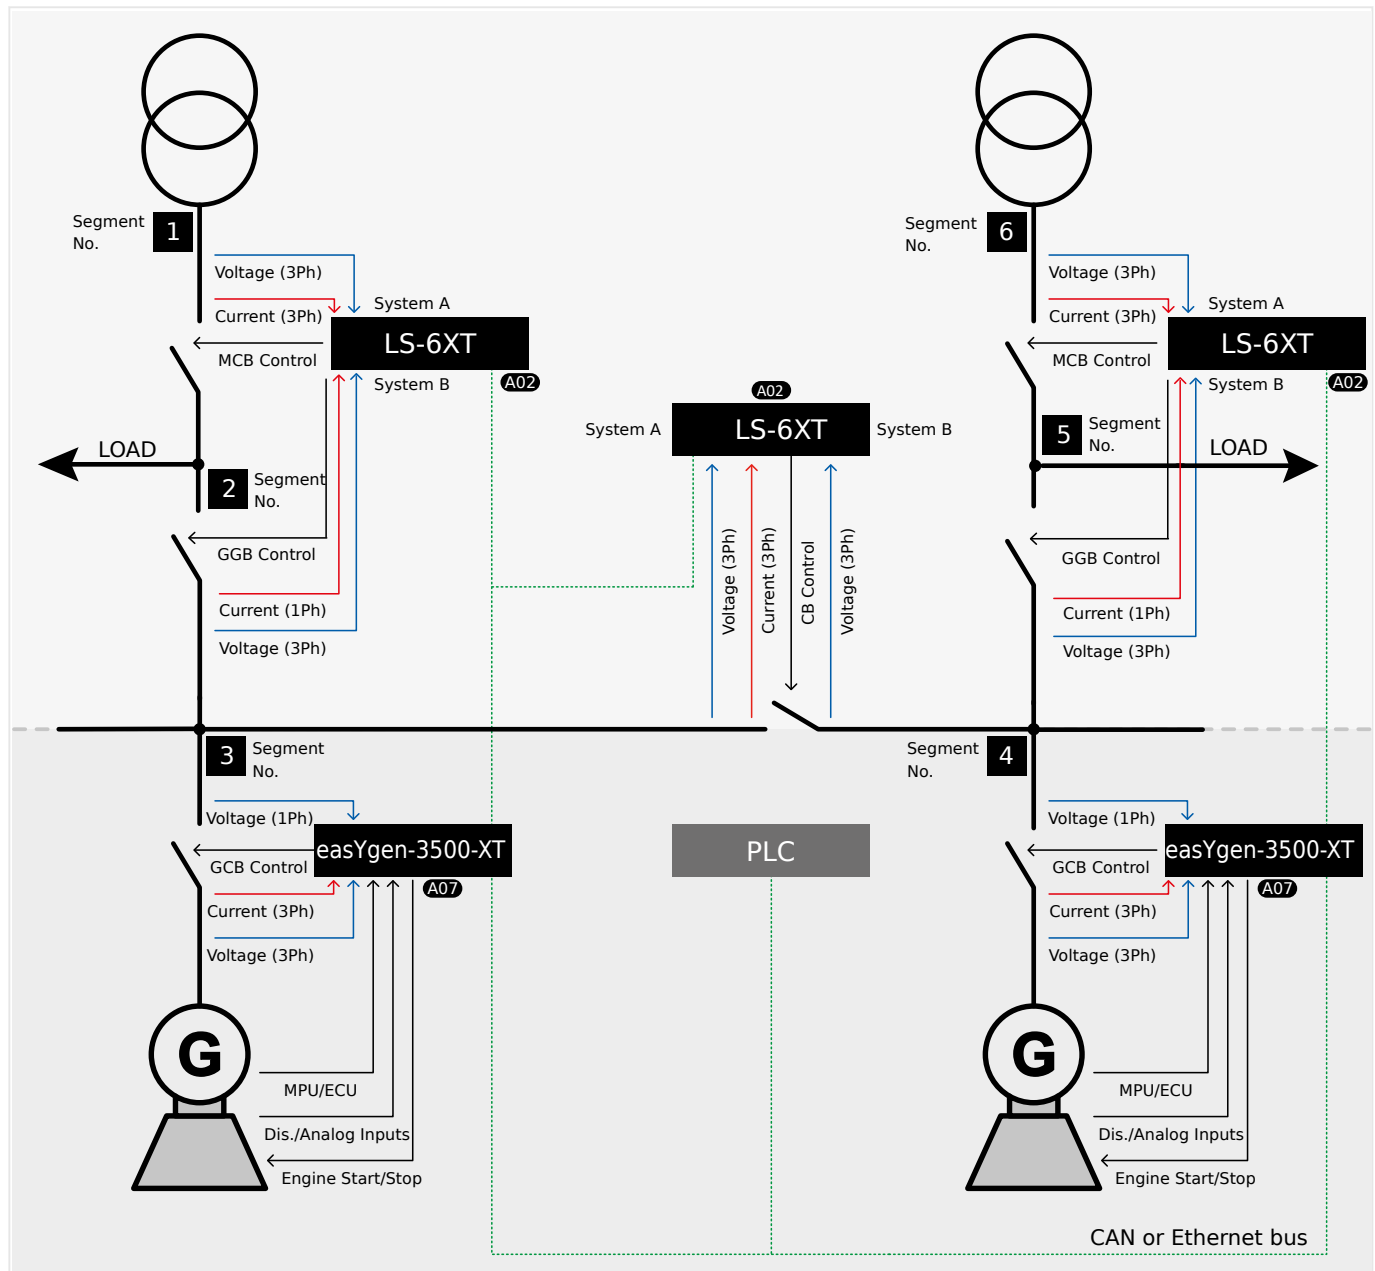 Segment
No.
1
Voltage (3Ph)
Current (3Ph)
System A
LS-6XT
MCB Control
System B
A02
LOAD
2
Segment
No.
GGB Control
Current (1Ph)
Voltage (3Ph)
Segment
No.
6
Voltage (3Ph)
Current (3Ph)
System A
LS-6XT
MCB Control
System B
A02
5
Segment
No.
LOAD
GGB Control
Current (1Ph)
Voltage (3Ph)
A02
System A
LS-6XT
System B
Voltage (3Ph)
Current (3Ph)
CB Control
Voltage (3Ph)
3
Segment
No.
Voltage (1Ph)
easYgen-3500-XT
GCB Control
A07
Current (3Ph)
Voltage (3Ph)
G
MPU/ECU
Dis./Analog Inputs
Engine Start/Stop
PLC
Segment
No.
4
Voltage (1Ph)
easYgen-3500-XT
GCB Control
A07
Current (3Ph)
Voltage (3Ph)
G
MPU/ECU
Dis./Analog Inputs
Engine Start/Stop
CAN or Ethernet bus